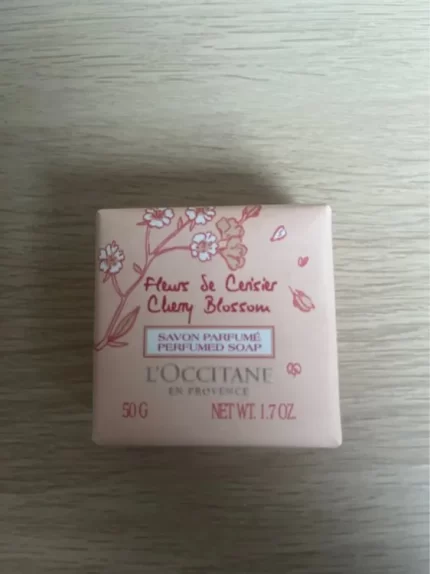 Fleurs de Cerisier
Cherry Blossom
SAVON PARFUMÉ
PERFUMED SOAP
L'OCCITANE
EN PROVENCE
50 G NET WT. 1.7 OZ.